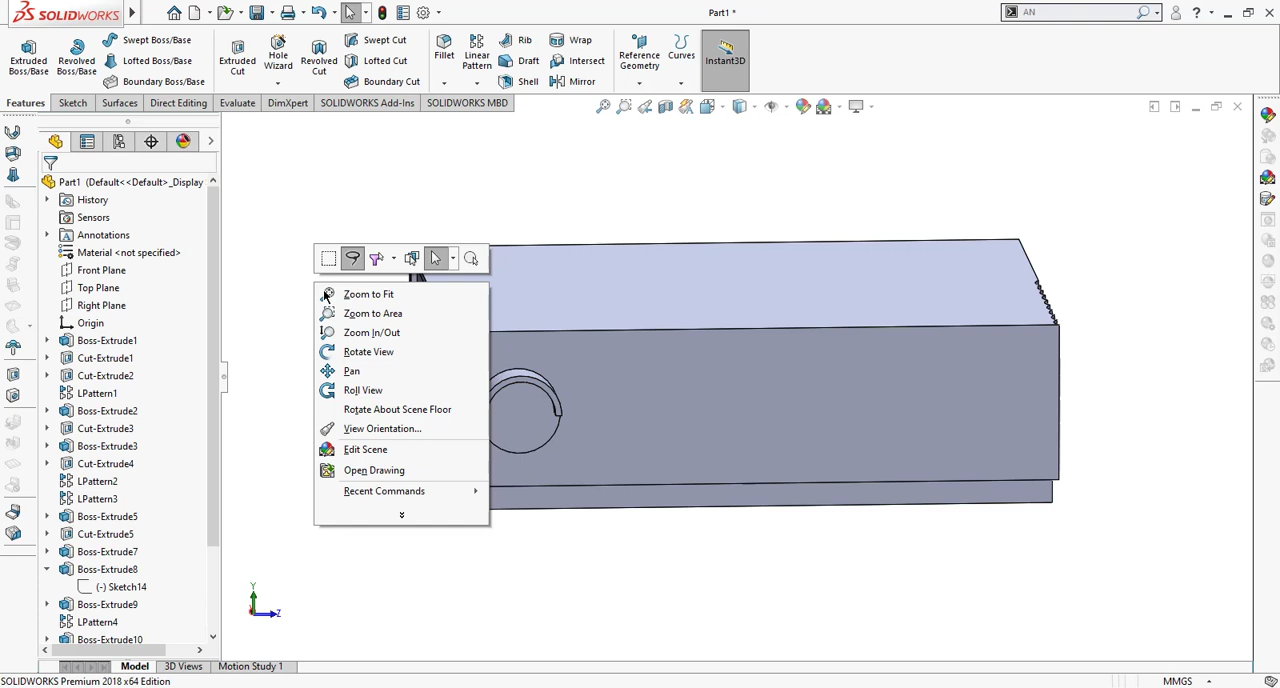 SOLIDWORKS
Part1 *
AN
Extruded Boss/Base
Revolved Boss/Base
Swept Boss/Base
Lofted Boss/Base
Boundary Boss/Base
Extruded Cut
Hole Wizard
Revolved Cut
Swept Cut
Lofted Cut
Boundary Cut
Fillet
Linear Pattern
Rib
Draft
Shell
Wrap
Intersect
Mirror
Reference Geometry
Curves
Instant3D
Features
Sketch
Surfaces
Direct Editing
Evaluate
DimXpert
SOLIDWORKS Add-Ins
SOLIDWORKS MBD
Part1 (Default<<Default>_Display
History
Sensors
Annotations
Material <not specified>
Front Plane
Top Plane
Right Plane
Origin
Boss-Extrude1
Cut-Extrude1
Cut-Extrude2
LPattern1
Boss-Extrude2
Cut-Extrude3
Boss-Extrude3
Cut-Extrude4
LPattern2
LPattern3
Boss-Extrude5
Cut-Extrude5
Boss-Extrude7
Boss-Extrude8
(-) Sketch14
Boss-Extrude9
LPattern4
Boss-Extrude10
Zoom to Fit
Zoom to Area
Zoom In/Out
Rotate View
Pan
Roll View
Rotate About Scene Floor
View Orientation...
Edit Scene
Open Drawing
Recent Commands
Y
Z
Model
3D Views
Motion Study 1
SOLIDWORKS Premium 2018 x64 Edition
MMGS